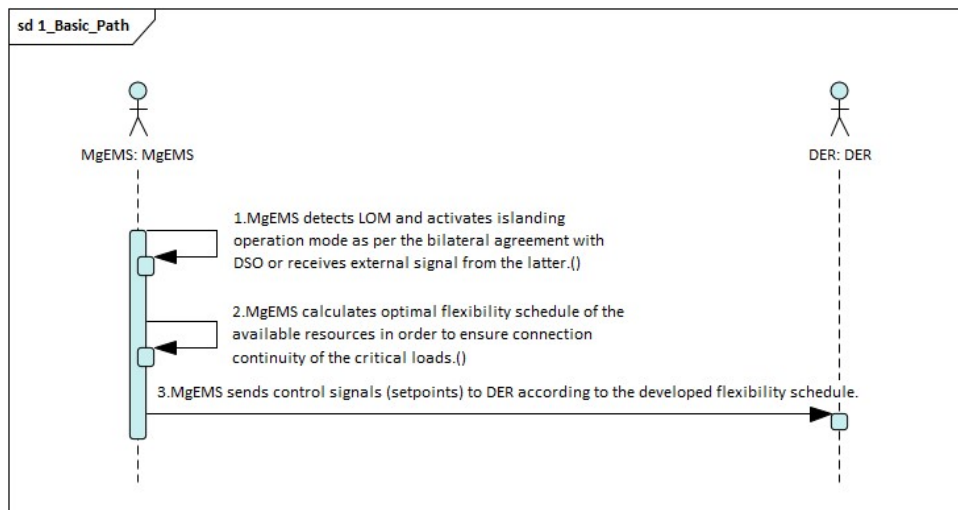 sd 1_Basic_Path
MgEMS: MgEMS
DER: DER
1.MgEMS detects LOM and activates islanding
operation mode as per the bilateral agreement with
DSO or receives external signal from the latter.()
2.MgEMS calculates optimal flexibility schedule of the
available resources in order to ensure connection
continuity of the critical loads.()
3.MgEMS sends control signals (setpoints) to DER according to the developed flexibility schedule.